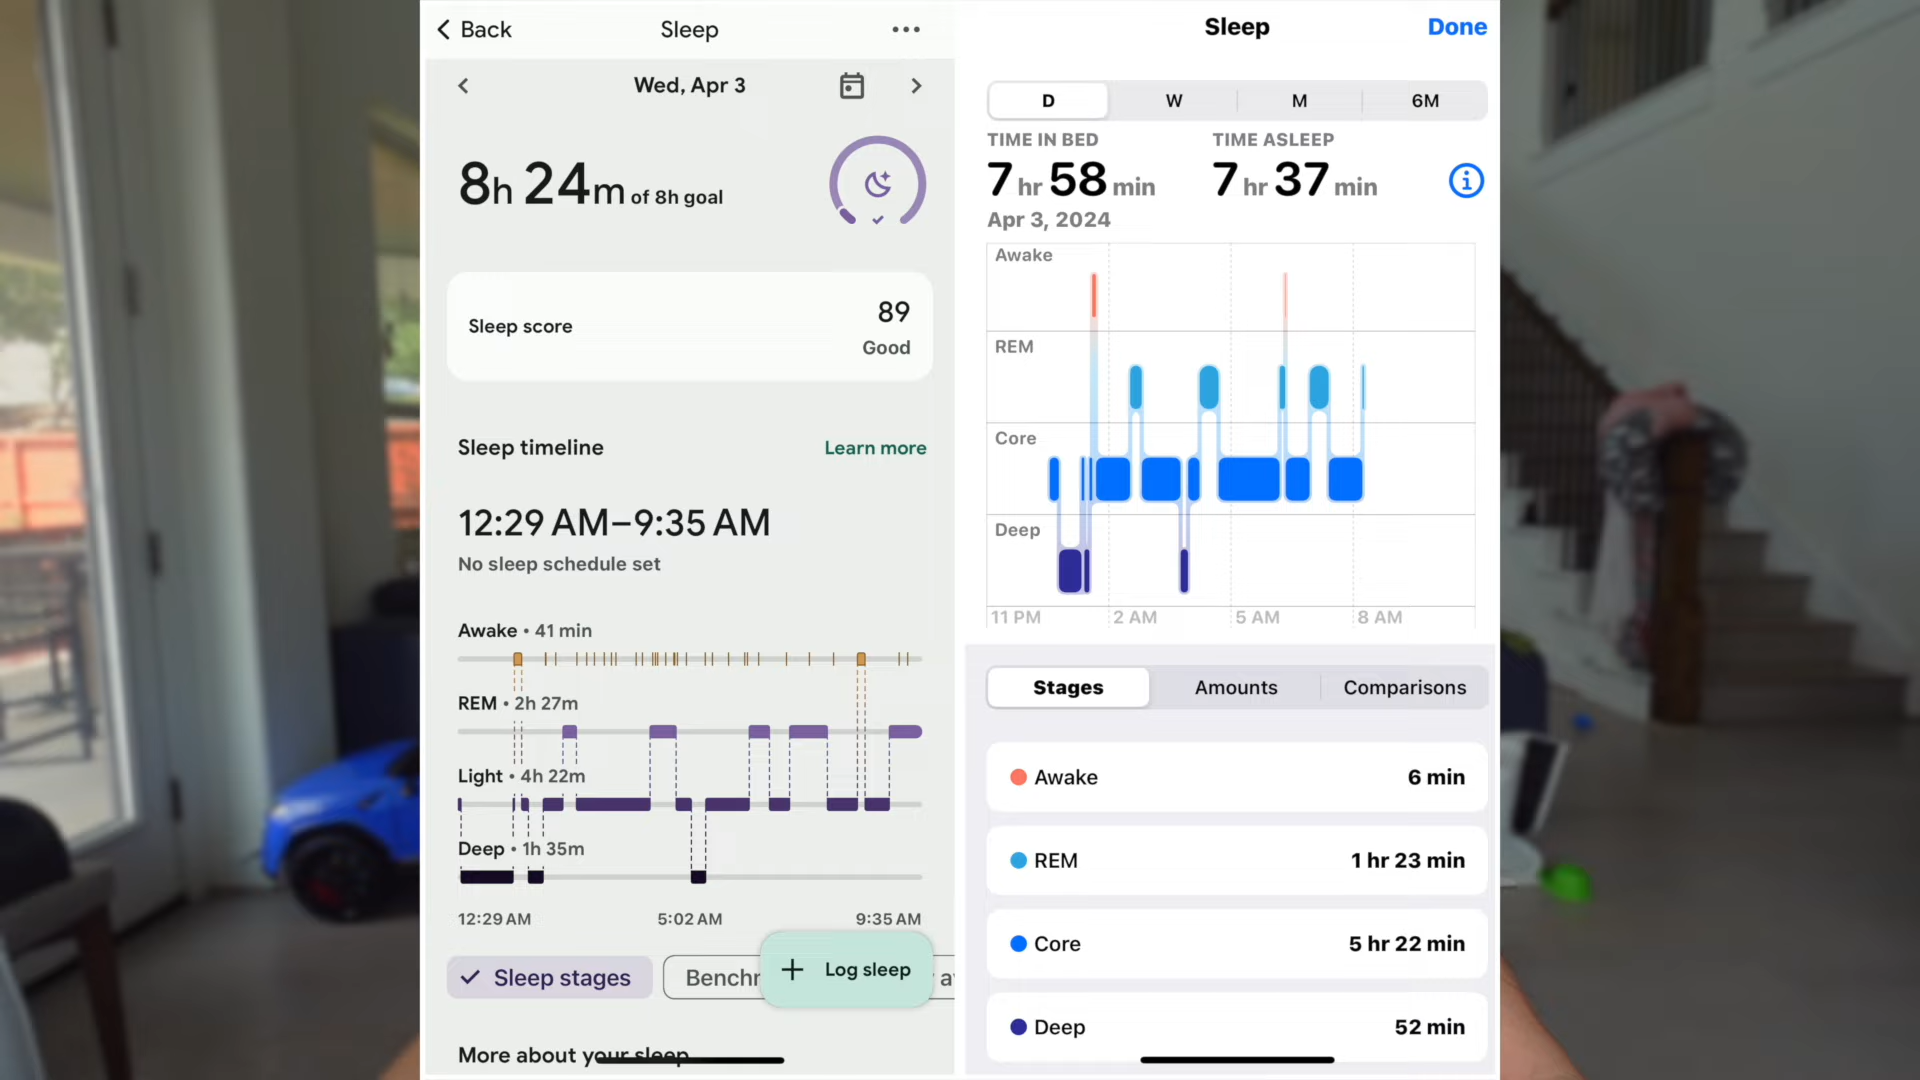 Back
Sleep
Wed, Apr 3
8h 24m of 8h goal
Sleep score
89
Good
Sleep timeline
Learn more
12:29 AM–9:35 AM
No sleep schedule set
Awake • 41 min
REM • 2h 27m
Light • 4h 22m
Deep • 1h 35m
12:29 AM
5:02 AM
9:35 AM
Sleep stages
Log sleep
More about your sleep
Sleep
Done
D
W
M
6M
TIME IN BED
TIME ASLEEP
7 hr 58 min
7 hr 37 min
Apr 3, 2024
Awake
REM
Core
Deep
11 PM
2 AM
5 AM
8 AM
Stages
Amounts
Comparisons
Awake
6 min
REM
1 hr 23 min
Core
5 hr 22 min
Deep
52 min